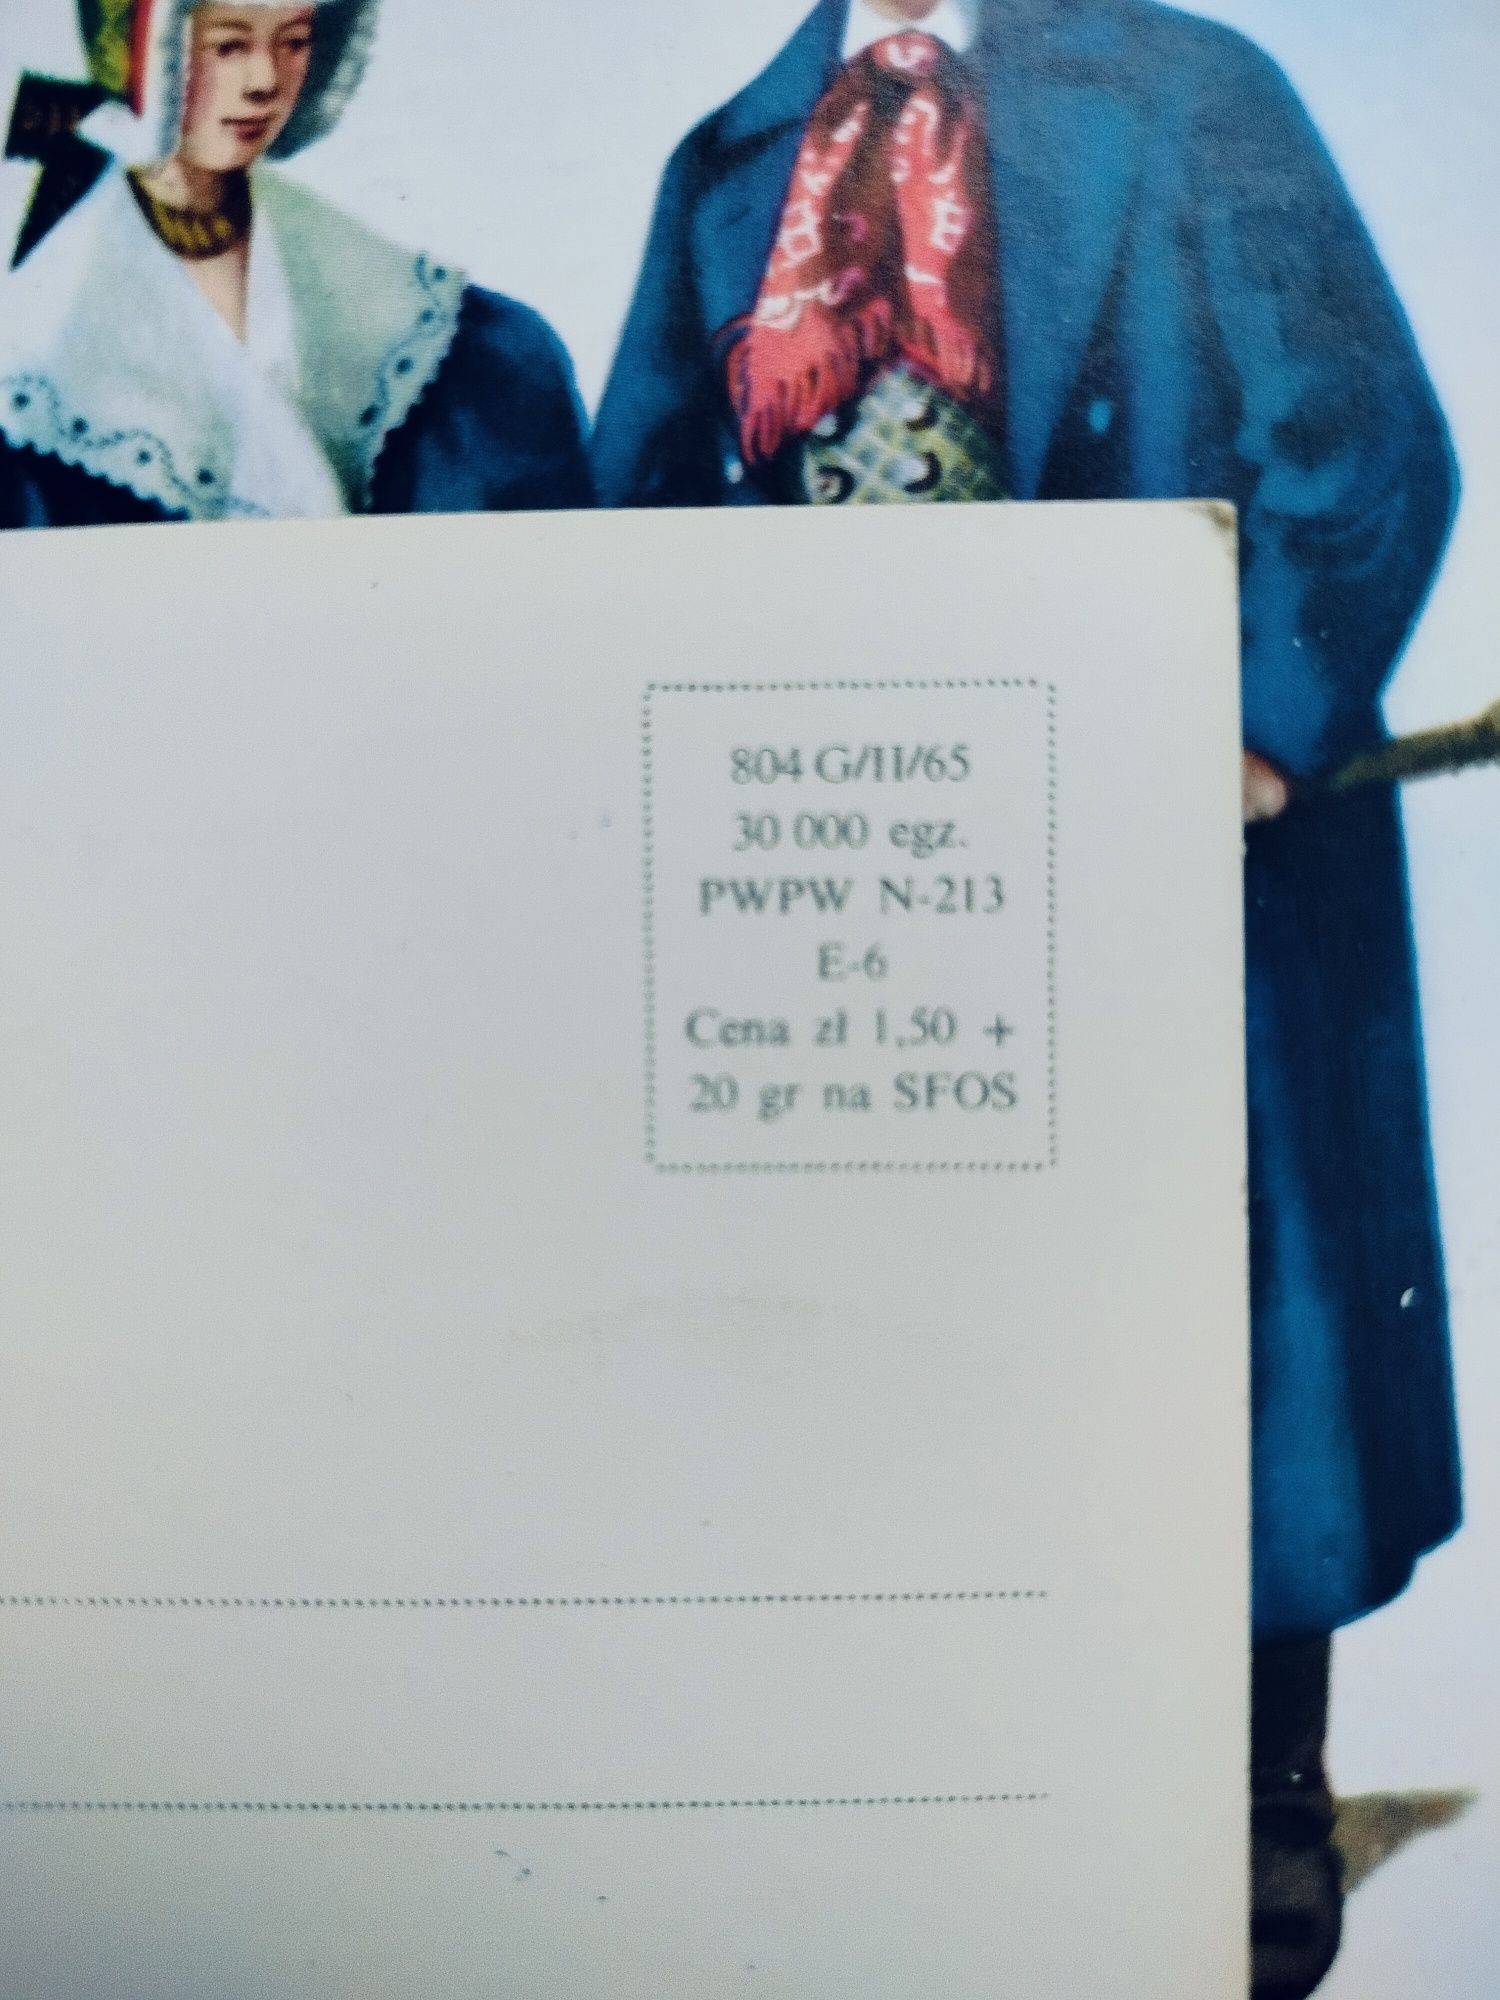 804 G/II/65
30 000 egz.
PWPW N-213
E-6
Cena zł 1,50 +
20 gr na SFOS